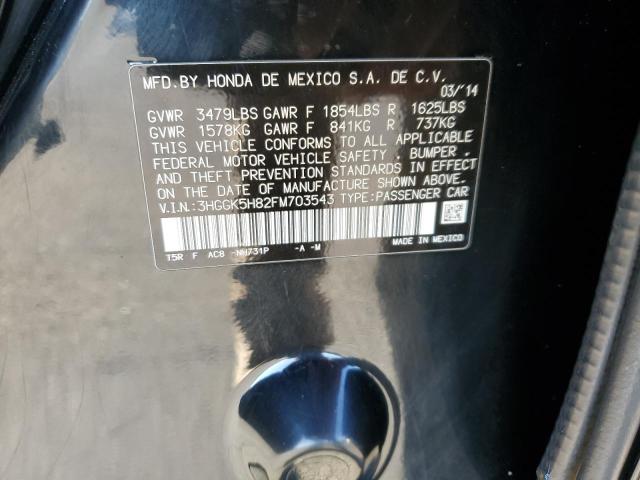 MFD.BY HONDA DE MEXICO S.A. DE C.V.
03/'14
GVWR 3479LBS GAWR F 1854LBS R 1625LBS
GVWR 1578KG GAWR F 841KG R 737KG
THIS VEHICLE CONFORMS TO ALL APPLICABLE
FEDERAL MOTOR VEHICLE SAFETY, BUMPER,
AND THEFT PREVENTION STANDARDS IN EFFECT
ON THE DATE OF MANUFACTURE SHOWN ABOVE.
V.I.N.:3HGGK5H82FM703543 TYPE:PASSENGER CAR
MADE IN MEXICO
T5R F AC8 -NH731P -A -M